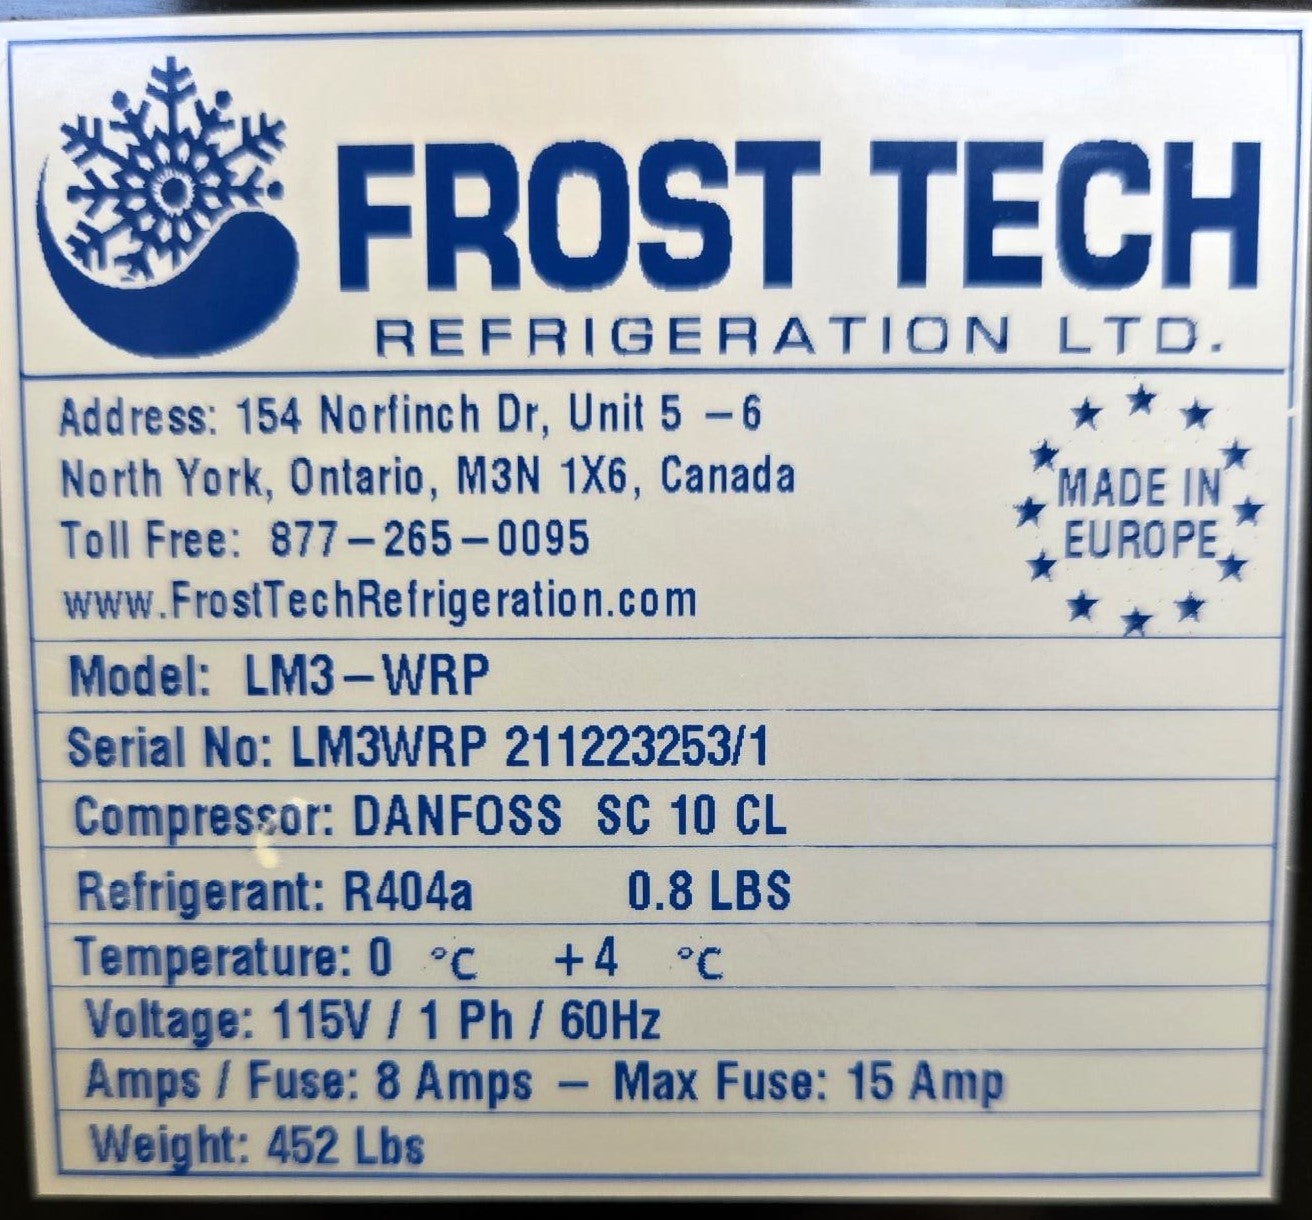 FROST TECH
REFRIGERATION LTD.
Address: 154 Norfinch Dr, Unit 5 – 6
North York, Ontario, M3N 1X6, Canada
Toll Free: 877–265–0095
www.FrostTechRefrigeration.com
MADE IN
EUROPE
Model: LM3–WRP
Serial No: LM3WRP 211223253/1
Compressor: DANFOSS SC 10 CL
Refrigerant: R404a 0.8 LBS
Temperature: 0 °C +4 °C
Voltage: 115V / 1 Ph / 60Hz
Amps / Fuse: 8 Amps – Max Fuse: 15 Amp
Weight: 452 Lbs